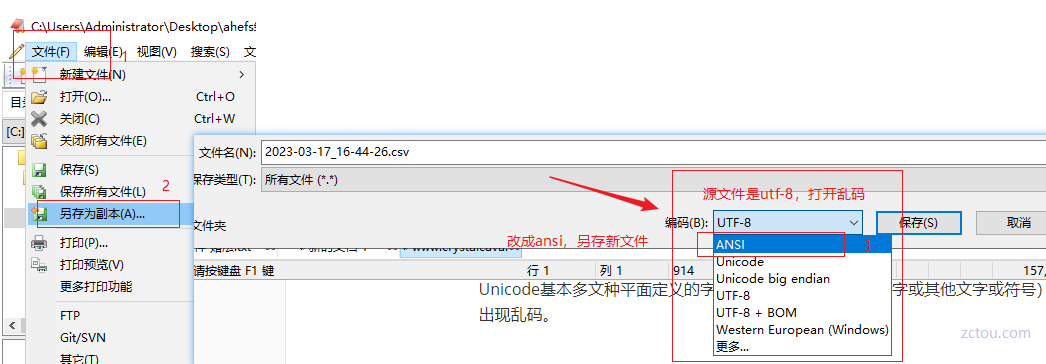 C:\Users\Administrator\Desktop\ahefs
文件(F) 编辑(E) 视图(V) 搜索(S) 文
1
新建文件(N)
打开(O)... Ctrl+O
关闭(C) Ctrl+W
关闭所有文件(E)
保存(S)
保存所有文件(L)
2
另存为副本(A)...
打印(P)...
打印预览(V)
更多打印功能
FTP
Git/SVN
其它(T)
目录
[C:]
文件名(N): 2023-03-17_16-44-26.csv
保存类型(T): 所有文件 (*.*)
源文件是utf-8，打开乱码
文件夹
编码(B): UTF-8 保存(S) 取消
改成ansi，另存新文件
ANSI 3
Unicode
Unicode big endian
UTF-8
UTF-8 + BOM
Western European (Windows)
更多...
请按键盘 F1 键 行 1 列 1 914 157,
Unicode基本多文种平面定义的字 字或其他文字或符号)
出现乱码。
zctou.com